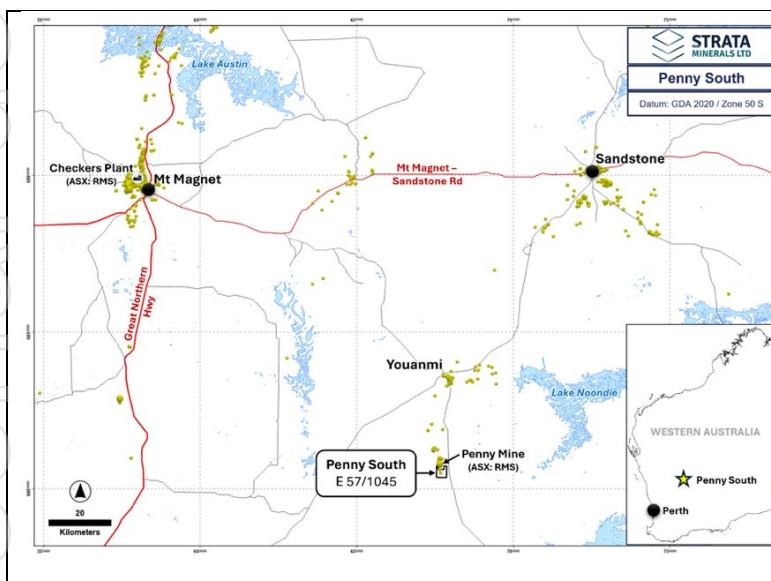 STRATA
MINERALS LTD
Penny South
Datum: GDA 2020 / Zone 50 S
Lake Austin
Checkers Plant
(ASX: RMS)
Mt Magnet
Mt Magnet –
Sandstone Rd
Sandstone
Great Northern
Hwy
Youanmi
Lake Noondie
Penny South
E 57/1045
Penny Mine
(ASX: RMS)
20
Kilometers
WESTERN AUSTRALIA
Penny South
Perth